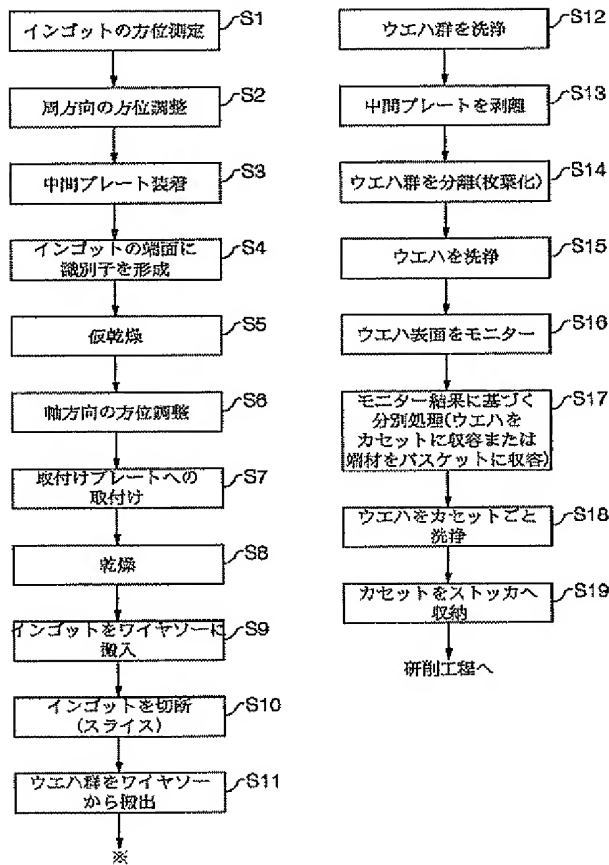 インゴットの方位測定
S1
周方向の方位調整
S2
中間プレート装着
S3
インゴットの端面に
識別子を形成
S4
仮乾燥
S5
軸方向の方位調整
S6
取付けプレートへの
取付け
S7
乾燥
S8
インゴットをワイヤソーに
搬入
S9
インゴットを切断
(スライス)
S10
ウエハ群をワイヤソー
から搬出
S11
※
ウエハ群を洗浄
S12
中間プレートを剥離
S13
ウエハ群を分離(枚葉化)
S14
ウエハを洗浄
S15
ウエハ表面をモニター
S16
モニター結果に基づく
分別処理(ウエハを
カセットに収容または
端材をバスケットに収容)
S17
ウエハをカセットごと
洗浄
S18
カセットをストッカへ
収納
S19
研削工程へ